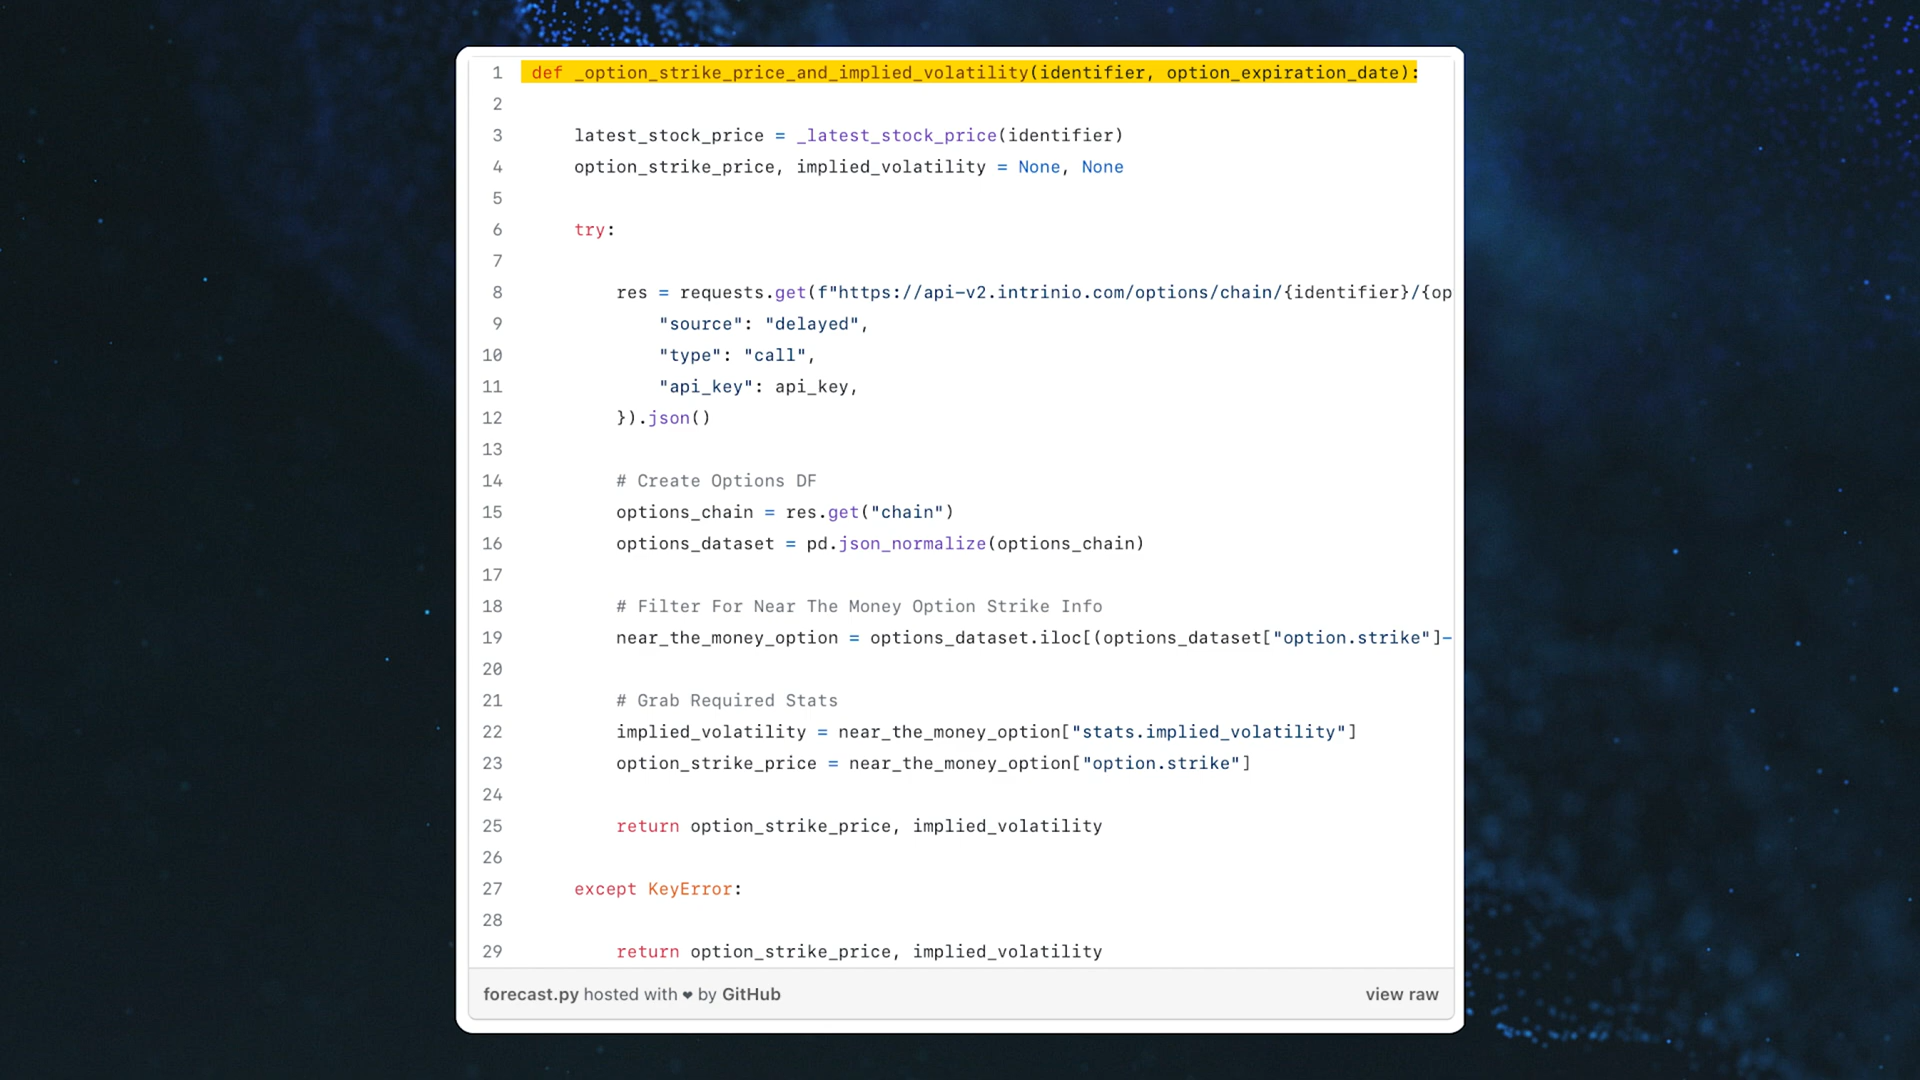 1 def _option_strike_price_and_implied_volatility(identifier, option_expiration_date):
2
3 latest_stock_price = _latest_stock_price(identifier)
4 option_strike_price, implied_volatility = None, None
5
6 try:
7
8 res = requests.get(f"https://api-v2.intrinio.com/options/chain/{identifier}/{op
9 "source": "delayed",
10 "type": "call",
11 "api_key": api_key,
12 }).json()
13
14 # Create Options DF
15 options_chain = res.get("chain")
16 options_dataset = pd.json_normalize(options_chain)
17
18 # Filter For Near The Money Option Strike Info
19 near_the_money_option = options_dataset.iloc[(options_dataset["option.strike"]-
20
21 # Grab Required Stats
22 implied_volatility = near_the_money_option["stats.implied_volatility"]
23 option_strike_price = near_the_money_option["option.strike"]
24
25 return option_strike_price, implied_volatility
26
27 except KeyError:
28
29 return option_strike_price, implied_volatility
forecast.py hosted with ❤ by GitHub view raw